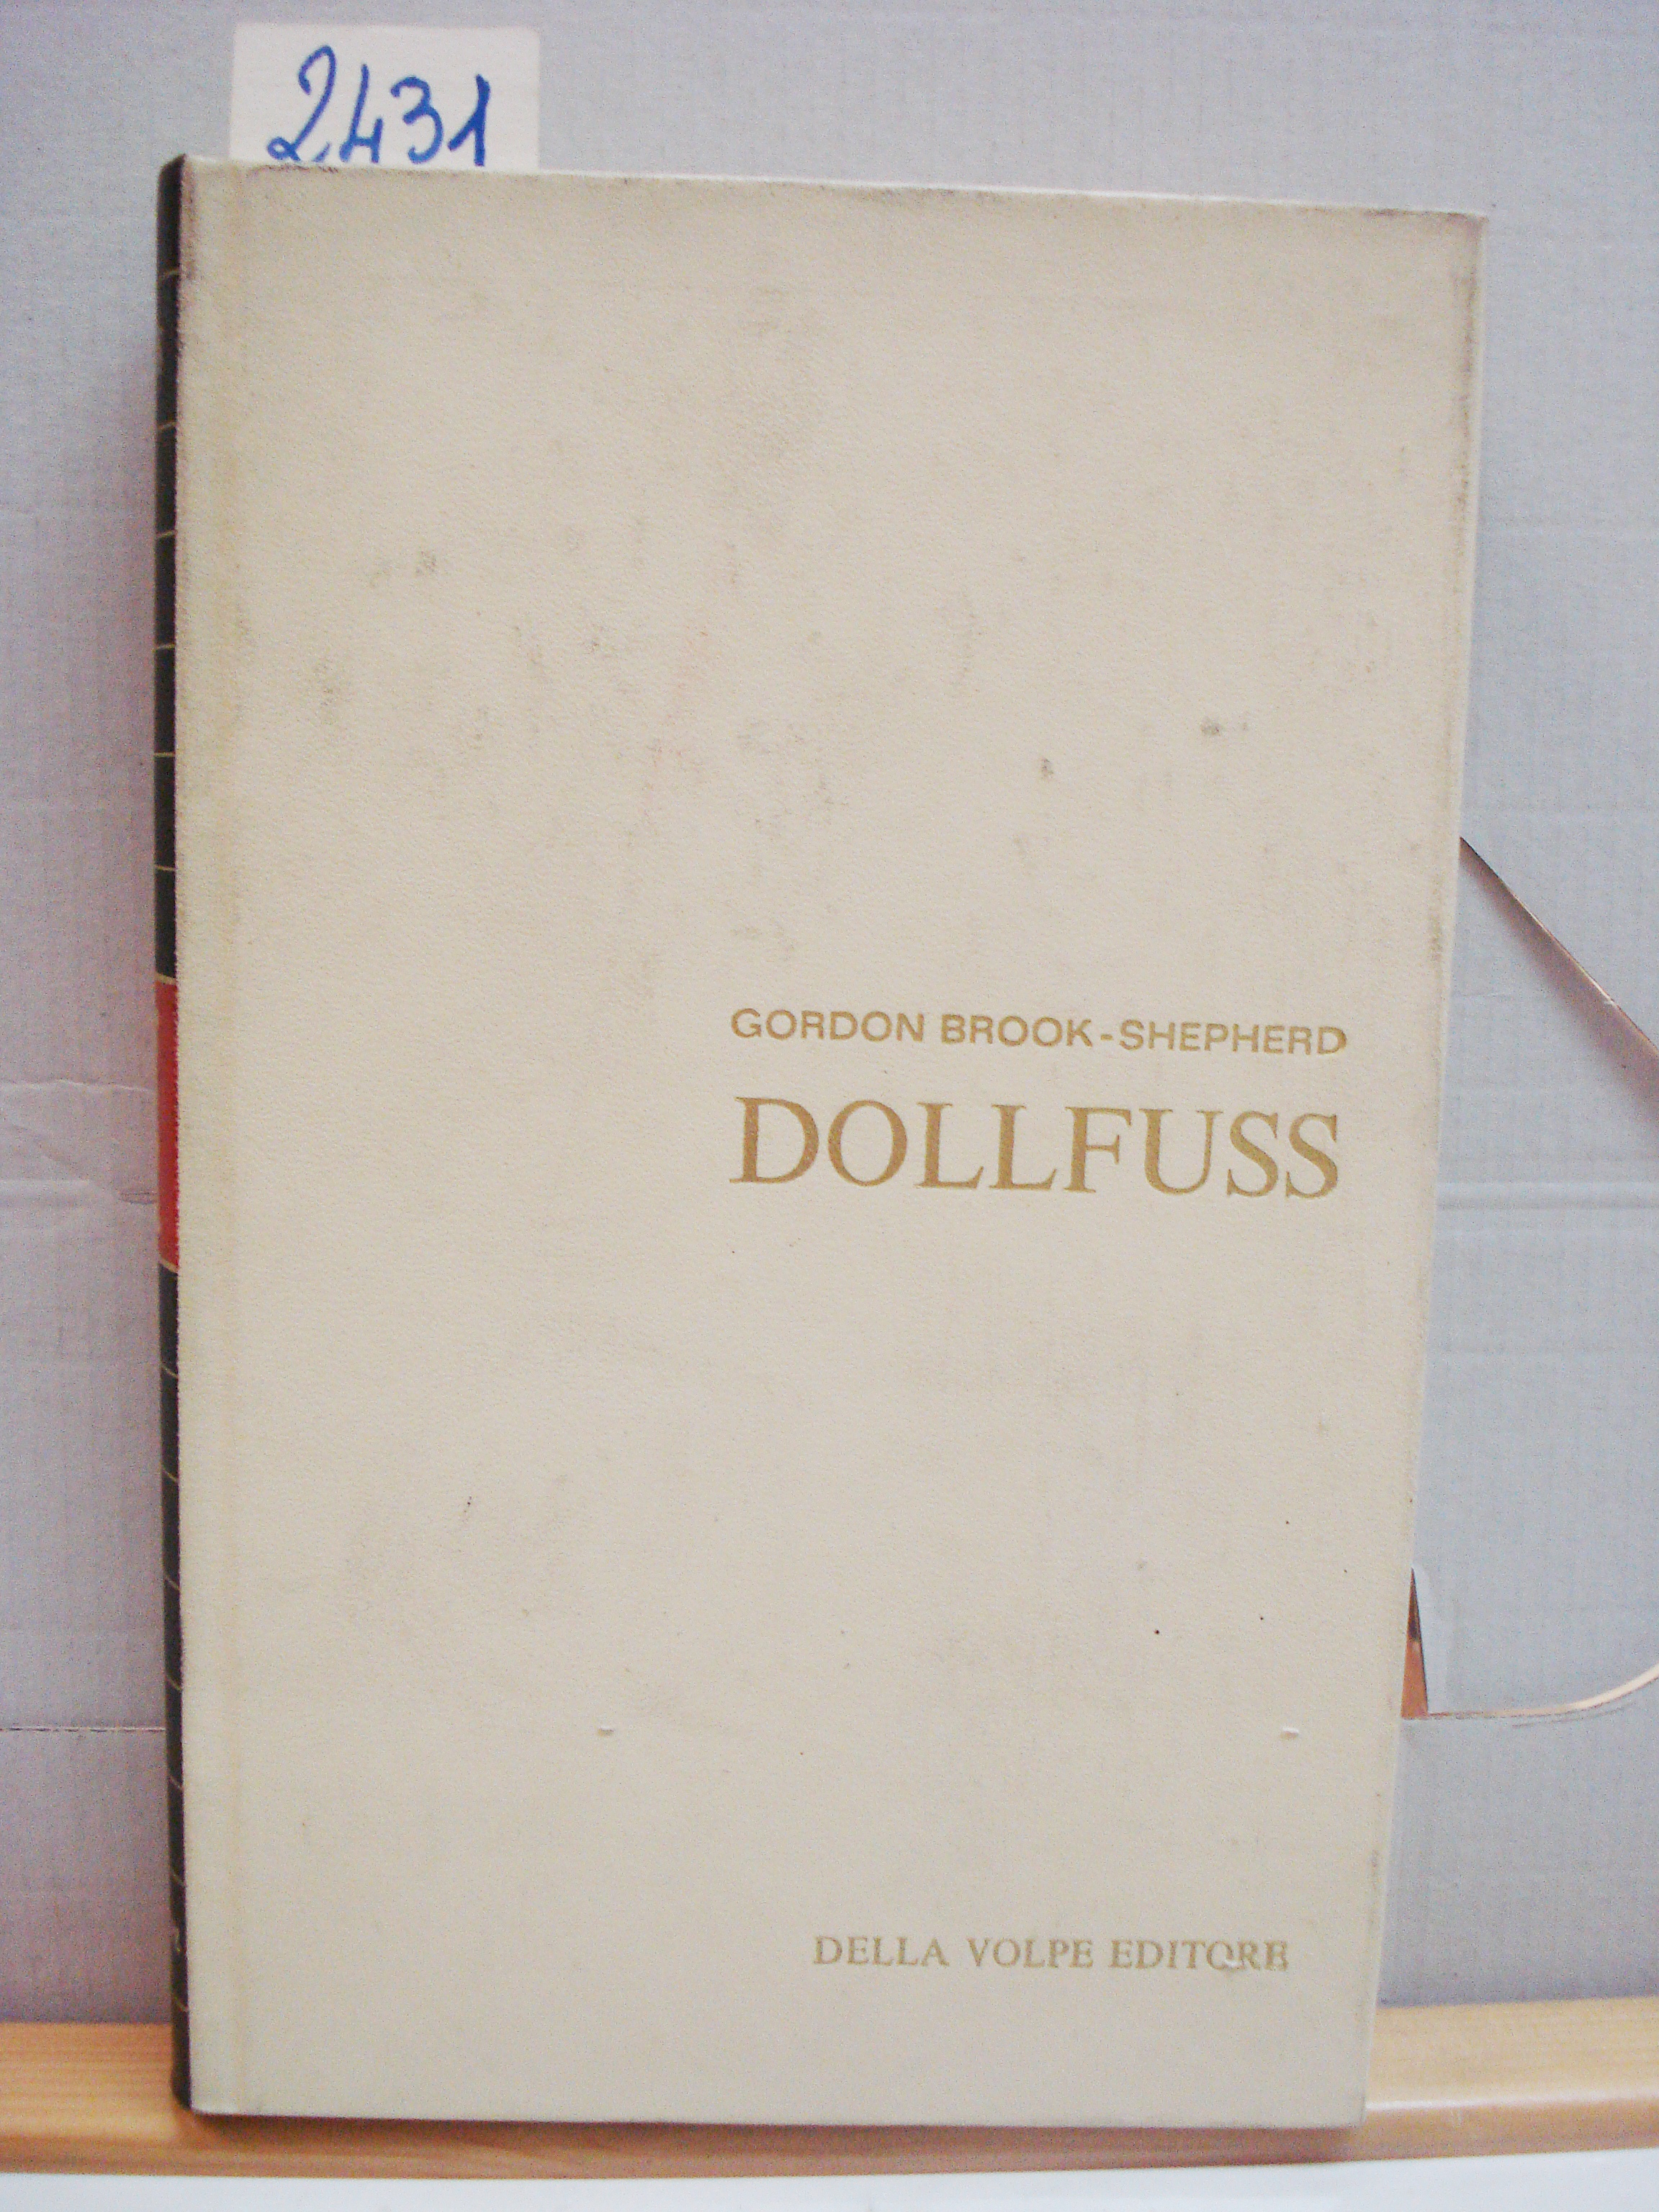 2431
GORDON BROOK-SHEPHERD
DOLLFUSS
DELLA VOLPE EDITORE